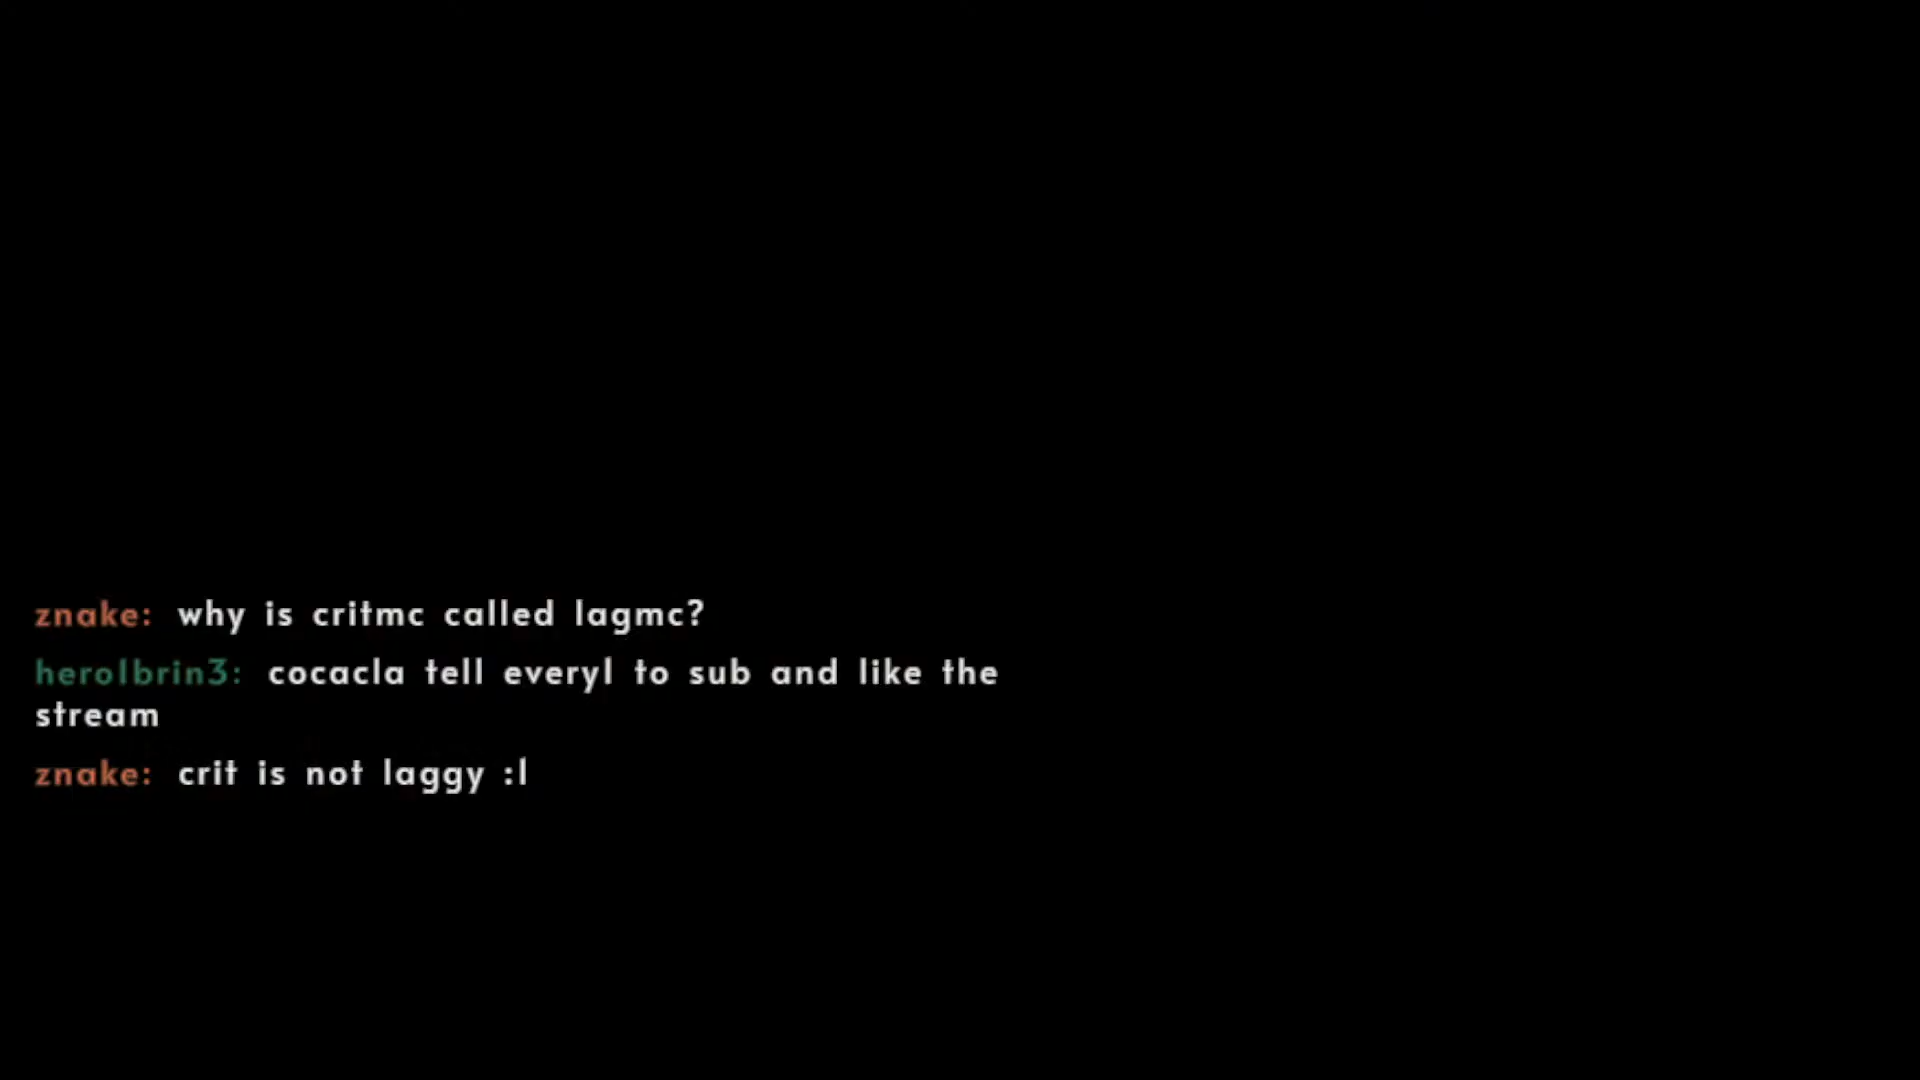 znake: why is critmc called lagmc?
herolbrin3: cocacla tell everyl to sub and like the
stream
znake: crit is not laggy :l